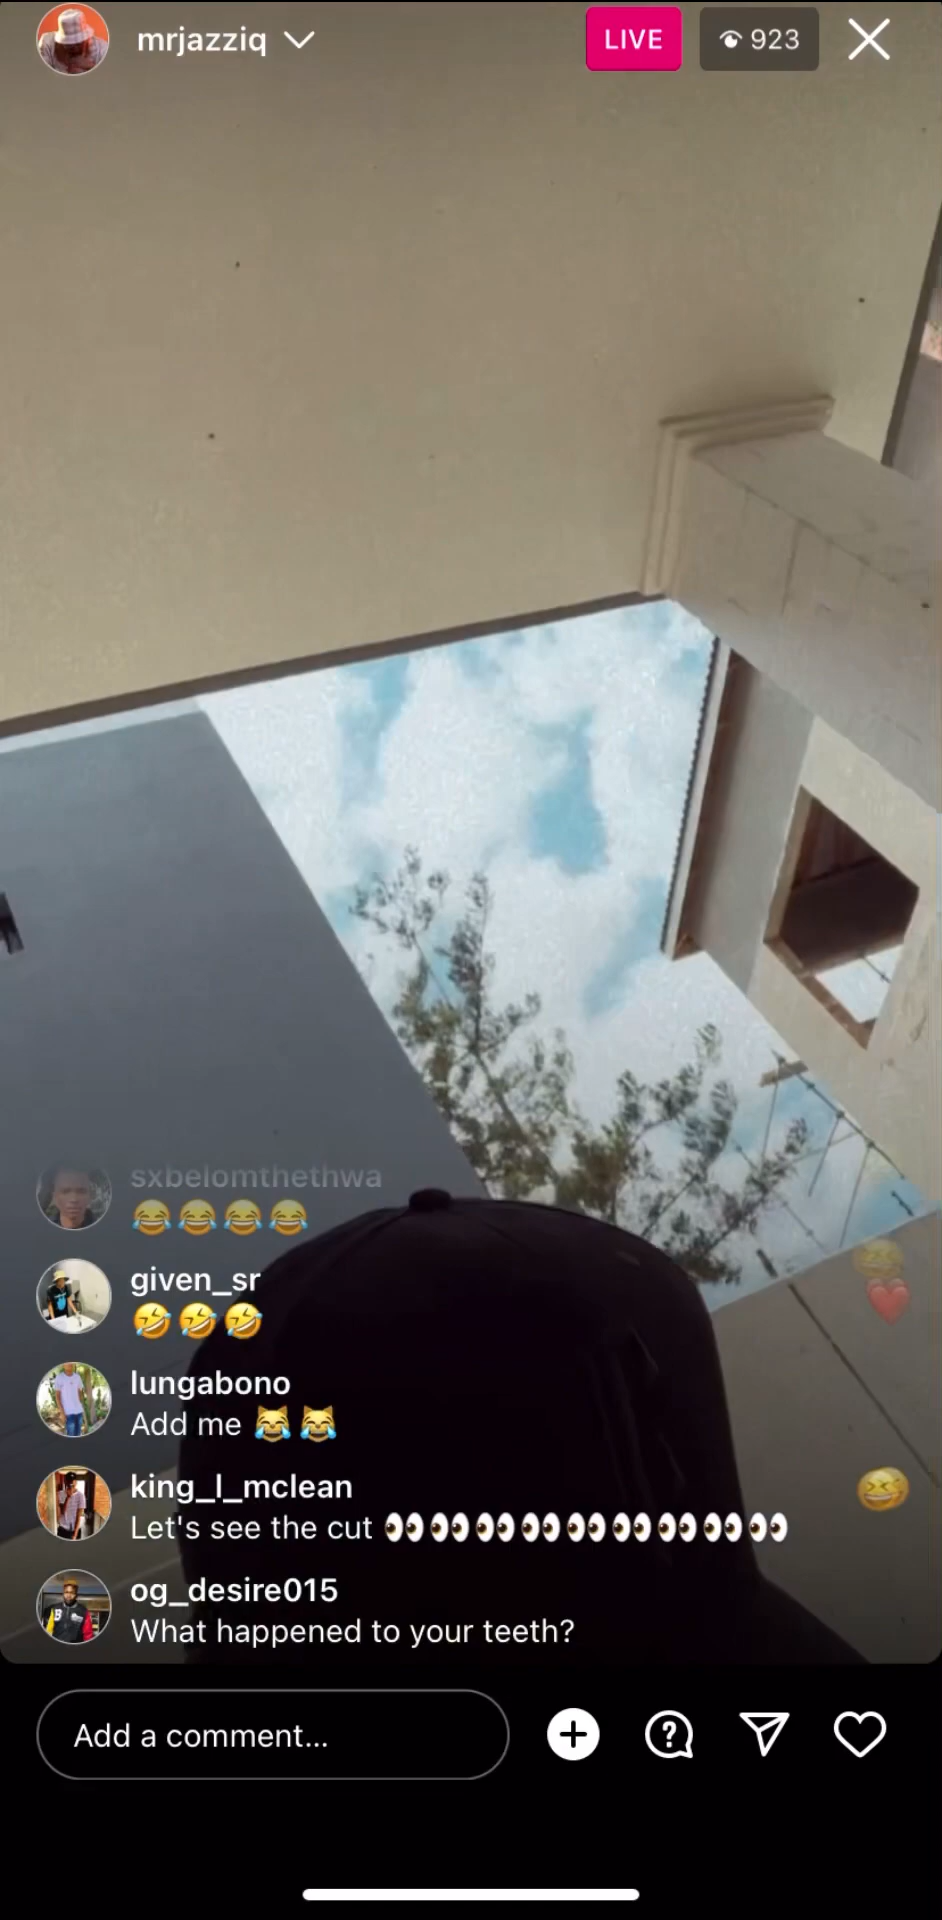 mrjazziq
LIVE
923
sxbelomthethwa
😂😂😂😂
given_sr
🤣🤣🤣
lungabono
Add me 😹😹
king_l_mclean
Let's see the cut 👀👀👀👀👀👀👀👀👀
og_desire015
What happened to your teeth?
Add a comment...